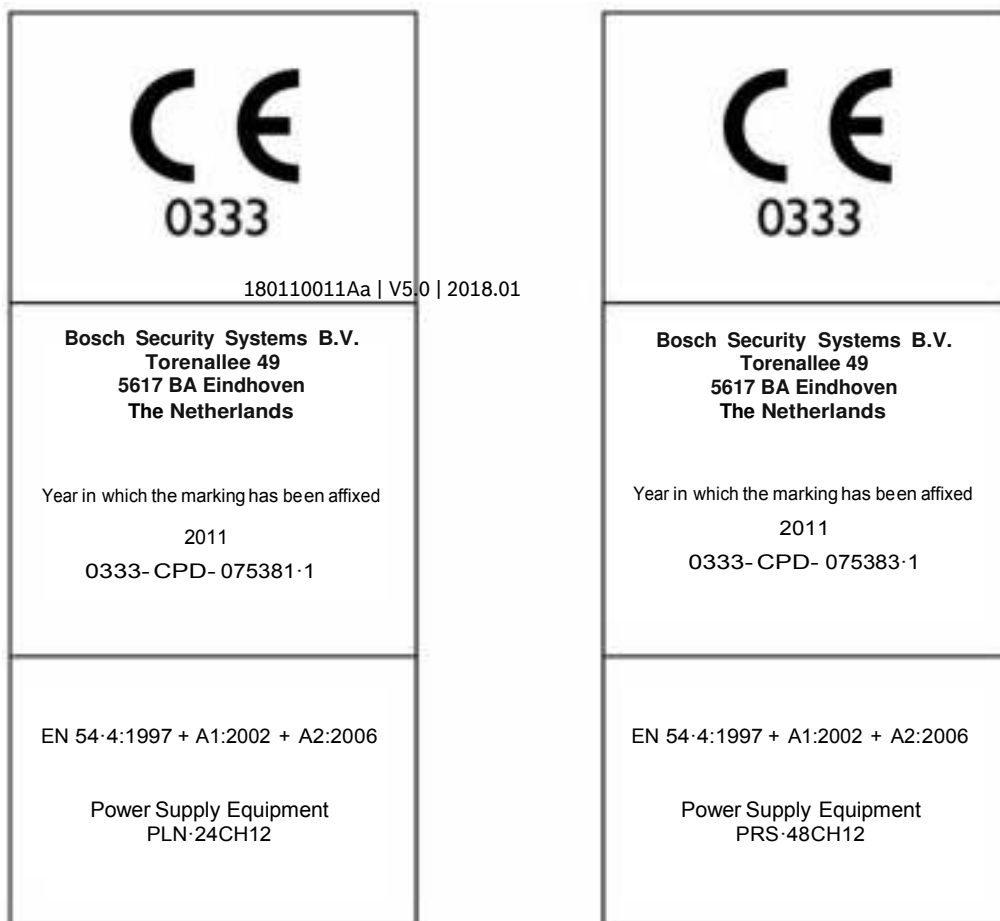 CE
0333
180110011Aa | V5.0 | 2018.01
Bosch Security Systems B.V.
Torenallee 49
5617 BA Eindhoven
The Netherlands
Year in which the marking has been affixed
2011
0333-CPD-075381·1
EN 54·4:1997 + A1:2002 + A2:2006
Power Supply Equipment
PLN·24CH12
CE
0333
Bosch Security Systems B.V.
Torenallee 49
5617 BA Eindhoven
The Netherlands
Year in which the marking has been affixed
2011
0333-CPD-075383·1
EN 54·4:1997 + A1:2002 + A2:2006
Power Supply Equipment
PRS·48CH12